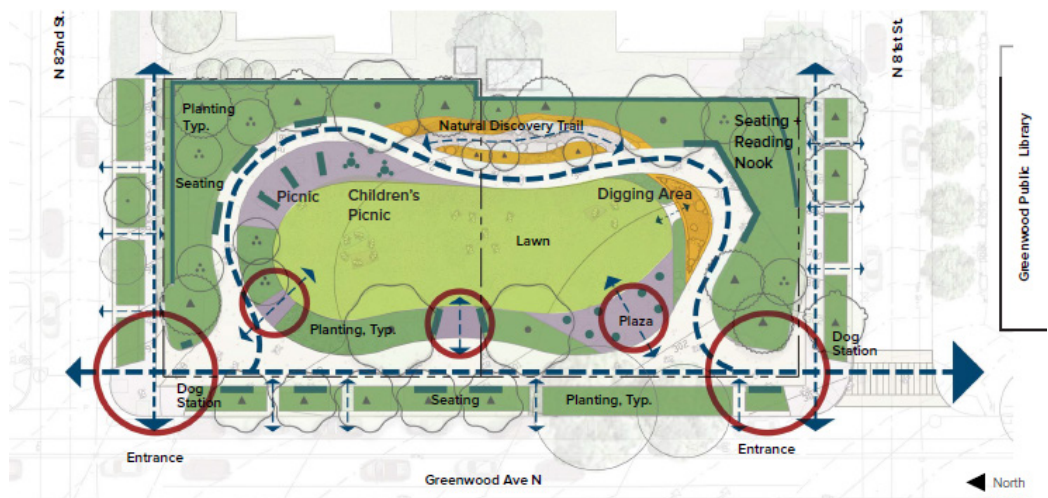 N 82nd St.
N 81st St.
Greenwood Public Library
Planting
Typ.
Natural Discovery Trail
Seating +
Reading
Nook
Seating
Picnic
Children's
Picnic
Digging Area
Lawn
Planting, Typ.
Plaza
Dog
Station
Dog
Station
Seating
Planting, Typ.
Entrance
Entrance
Greenwood Ave N
North